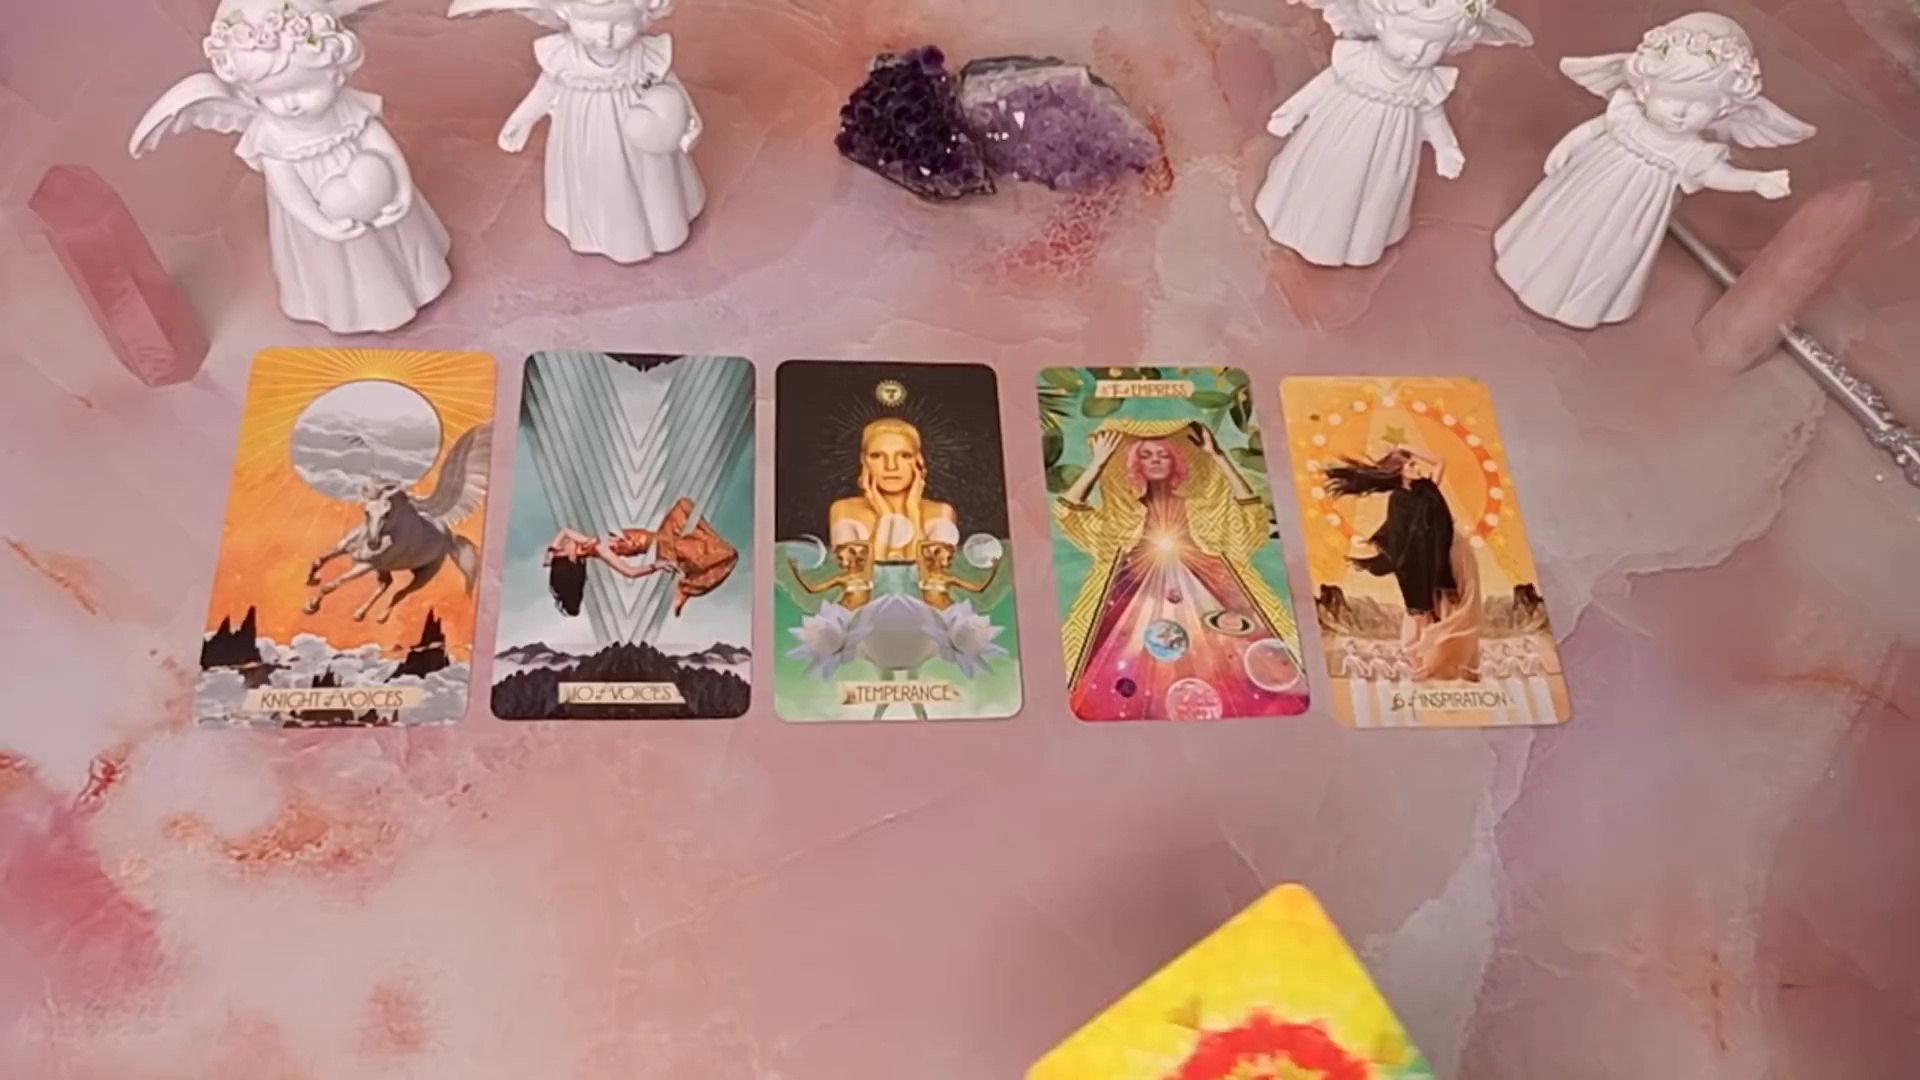 KNIGHT of VOICES
10 of VOICES
TEMPERANCE
The EMPRESS
6 of INSPIRATION